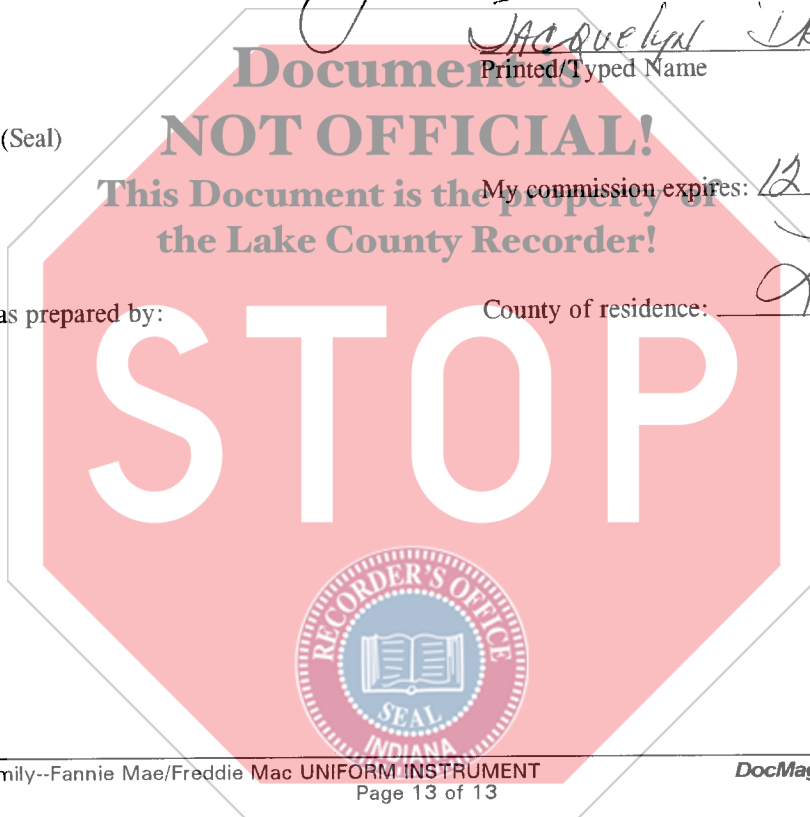 JACQUELYN
Document is
Printed/Typed Name
NOT OFFICIAL!
(Seal)
This Document is the property of
My commission expires: 12
the Lake County Recorder!
as prepared by:
County of residence:
STOP
RECORDER'S OFFICE
SEAL
INDIANA
mily--Fannie Mae/Freddie Mac UNIFORM INSTRUMENT
DocMag
Page 13 of 13